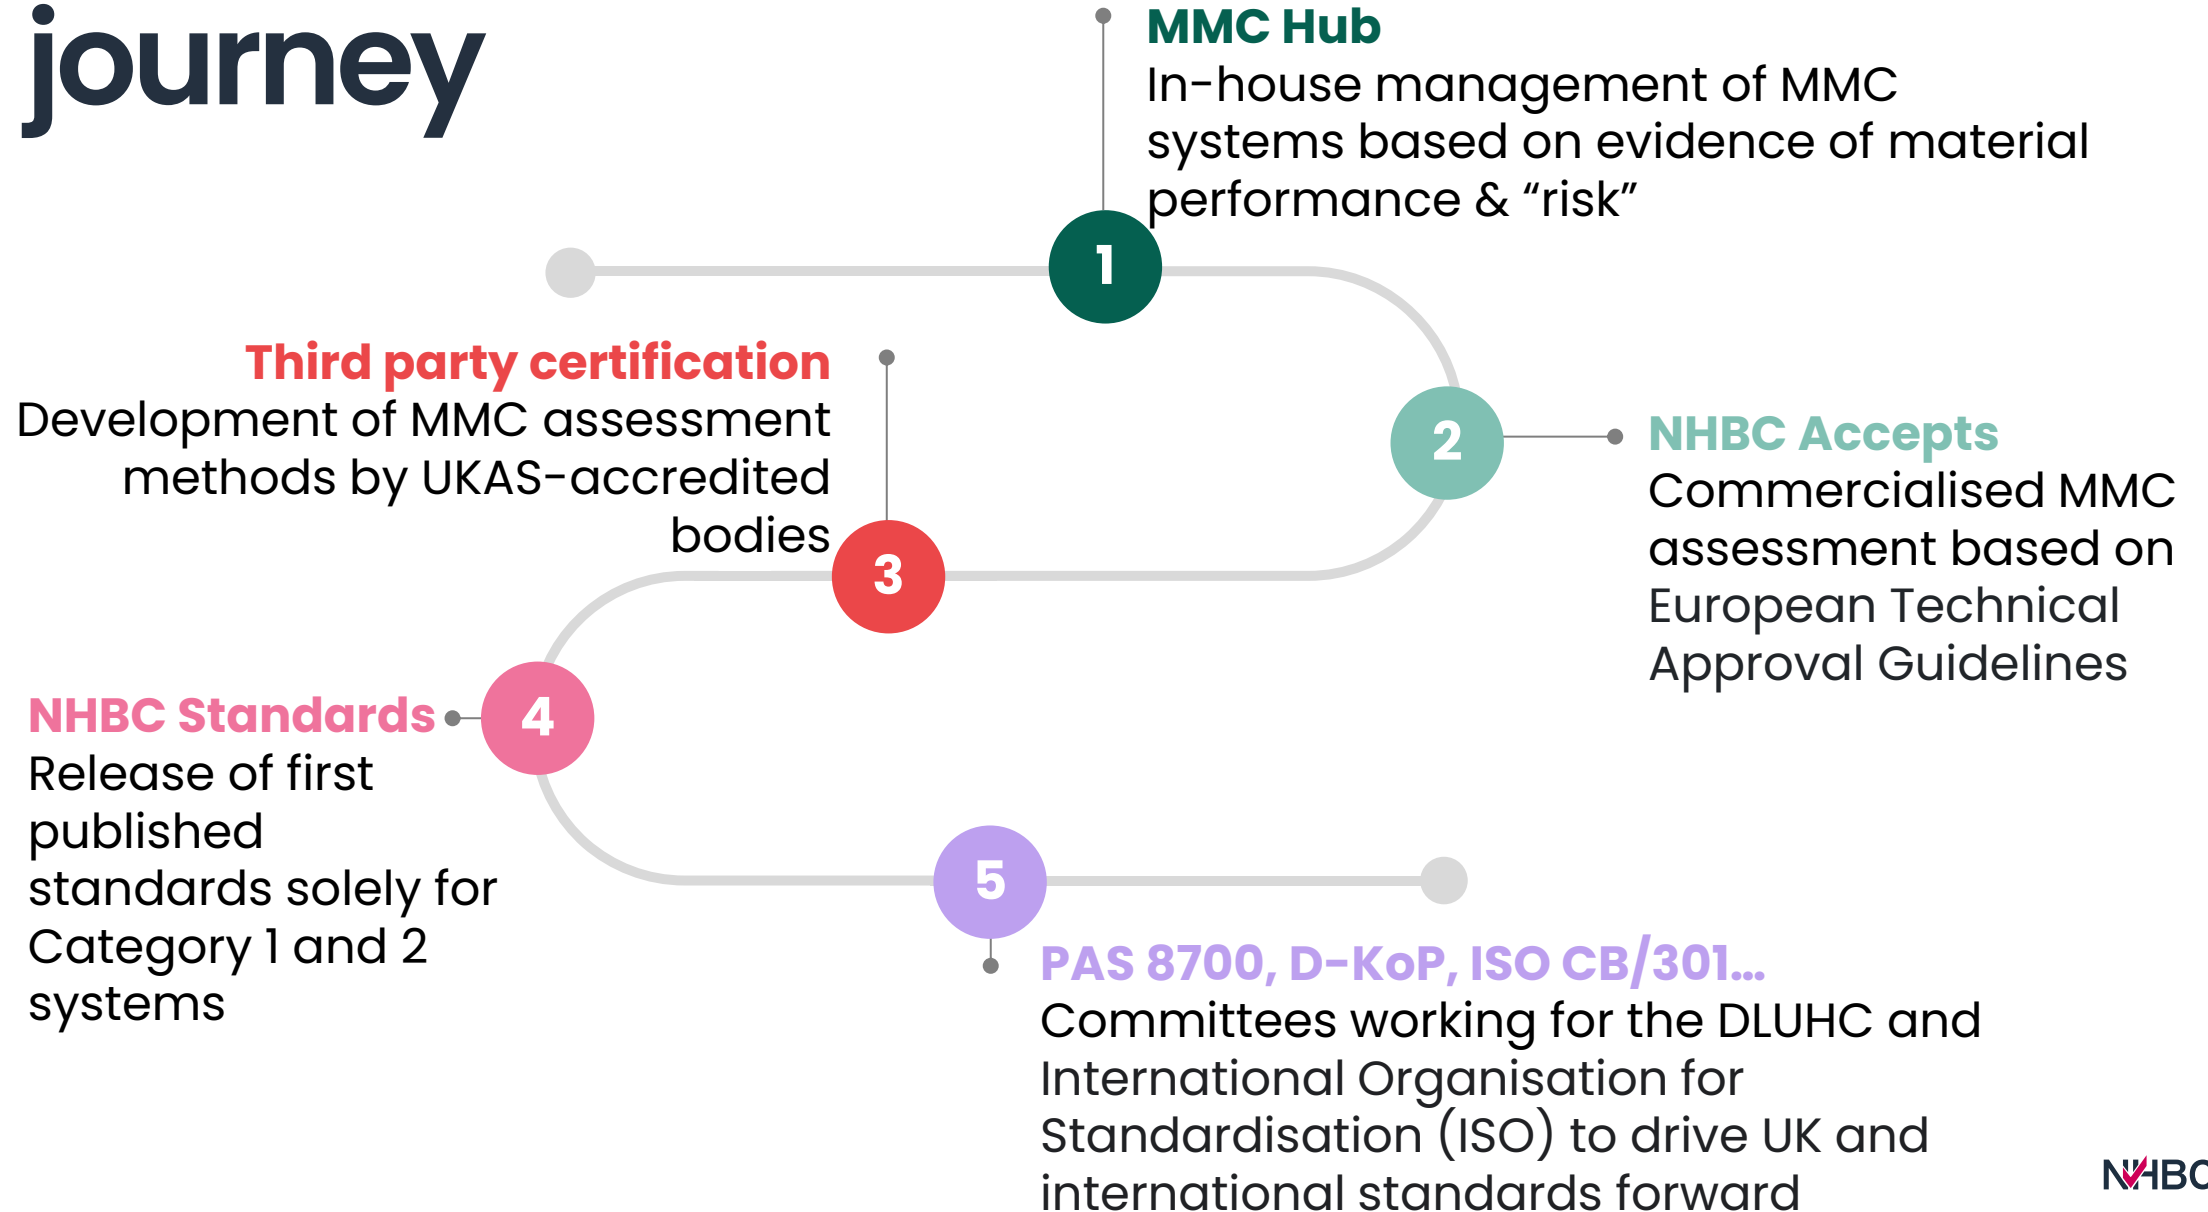 journey
MMC Hub
In-house management of MMC
systems based on evidence of material
performance & “risk”
1
2
NHBC Accepts
Commercialised MMC
assessment based on
European Technical
Approval Guidelines
Third party certification
Development of MMC assessment
methods by UKAS-accredited
bodies
3
4
NHBC Standards
Release of first
published
standards solely for
Category 1 and 2
systems
5
PAS 8700, D-KoP, ISO CB/301...
Committees working for the DLUHC and
International Organisation for
Standardisation (ISO) to drive UK and
international standards forward
NHBC